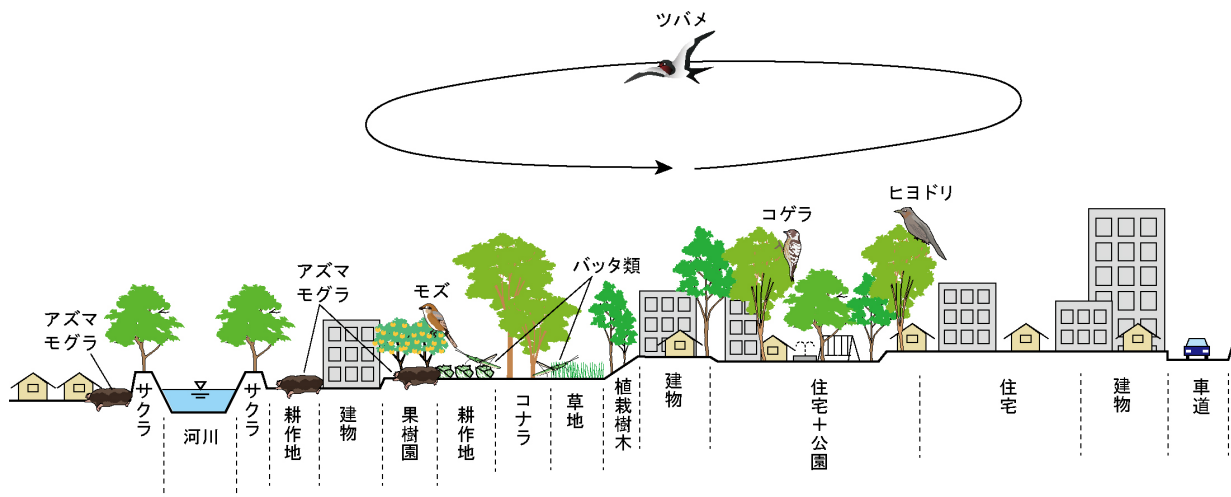 ツバメ
コゲラ
ヒヨドリ
アズマ
モグラ
モズ
バッタ類
アズマ
モグラ
サクラ
河川
サクラ
耕作地
建物
果樹園
耕作地
コナラ
草地
植栽樹木
建物
住宅+公園
住宅
建物
車道